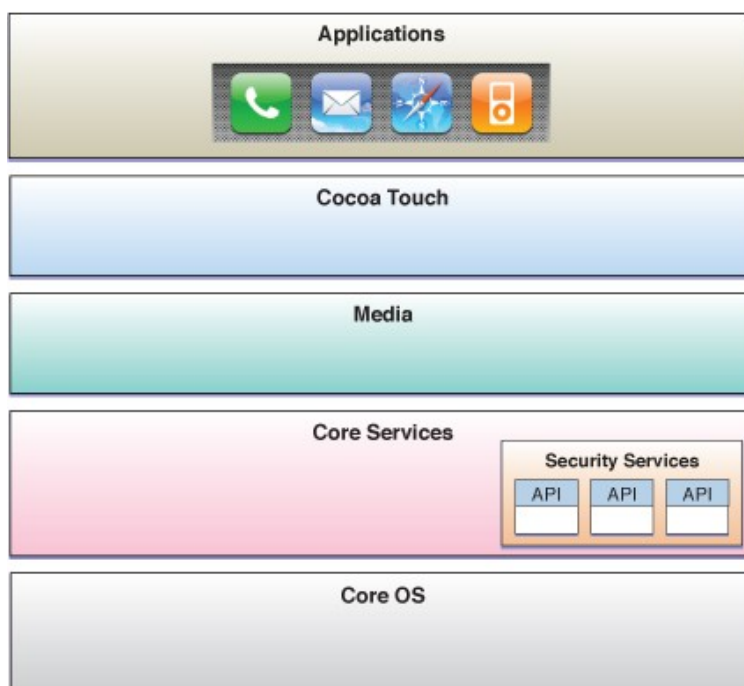 Applications
Cocoa Touch
Media
Core Services
Security Services
API API API
Core OS